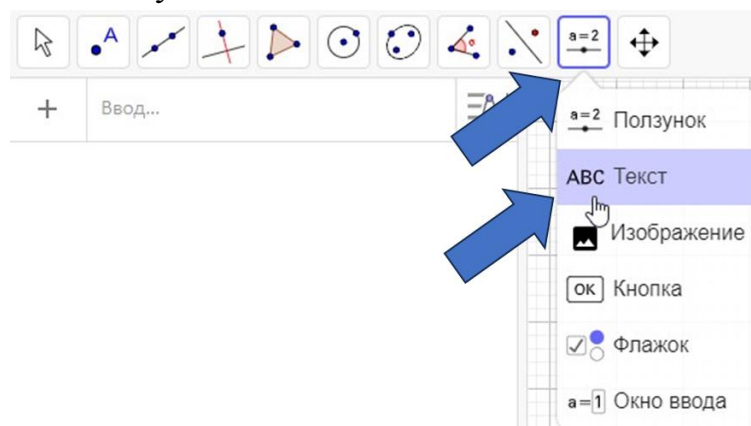 A
a=2
Ввод...
a=2 Ползунок
ABC Текст
Изображение
OK Кнопка
Флажок
a=1 Окно ввода